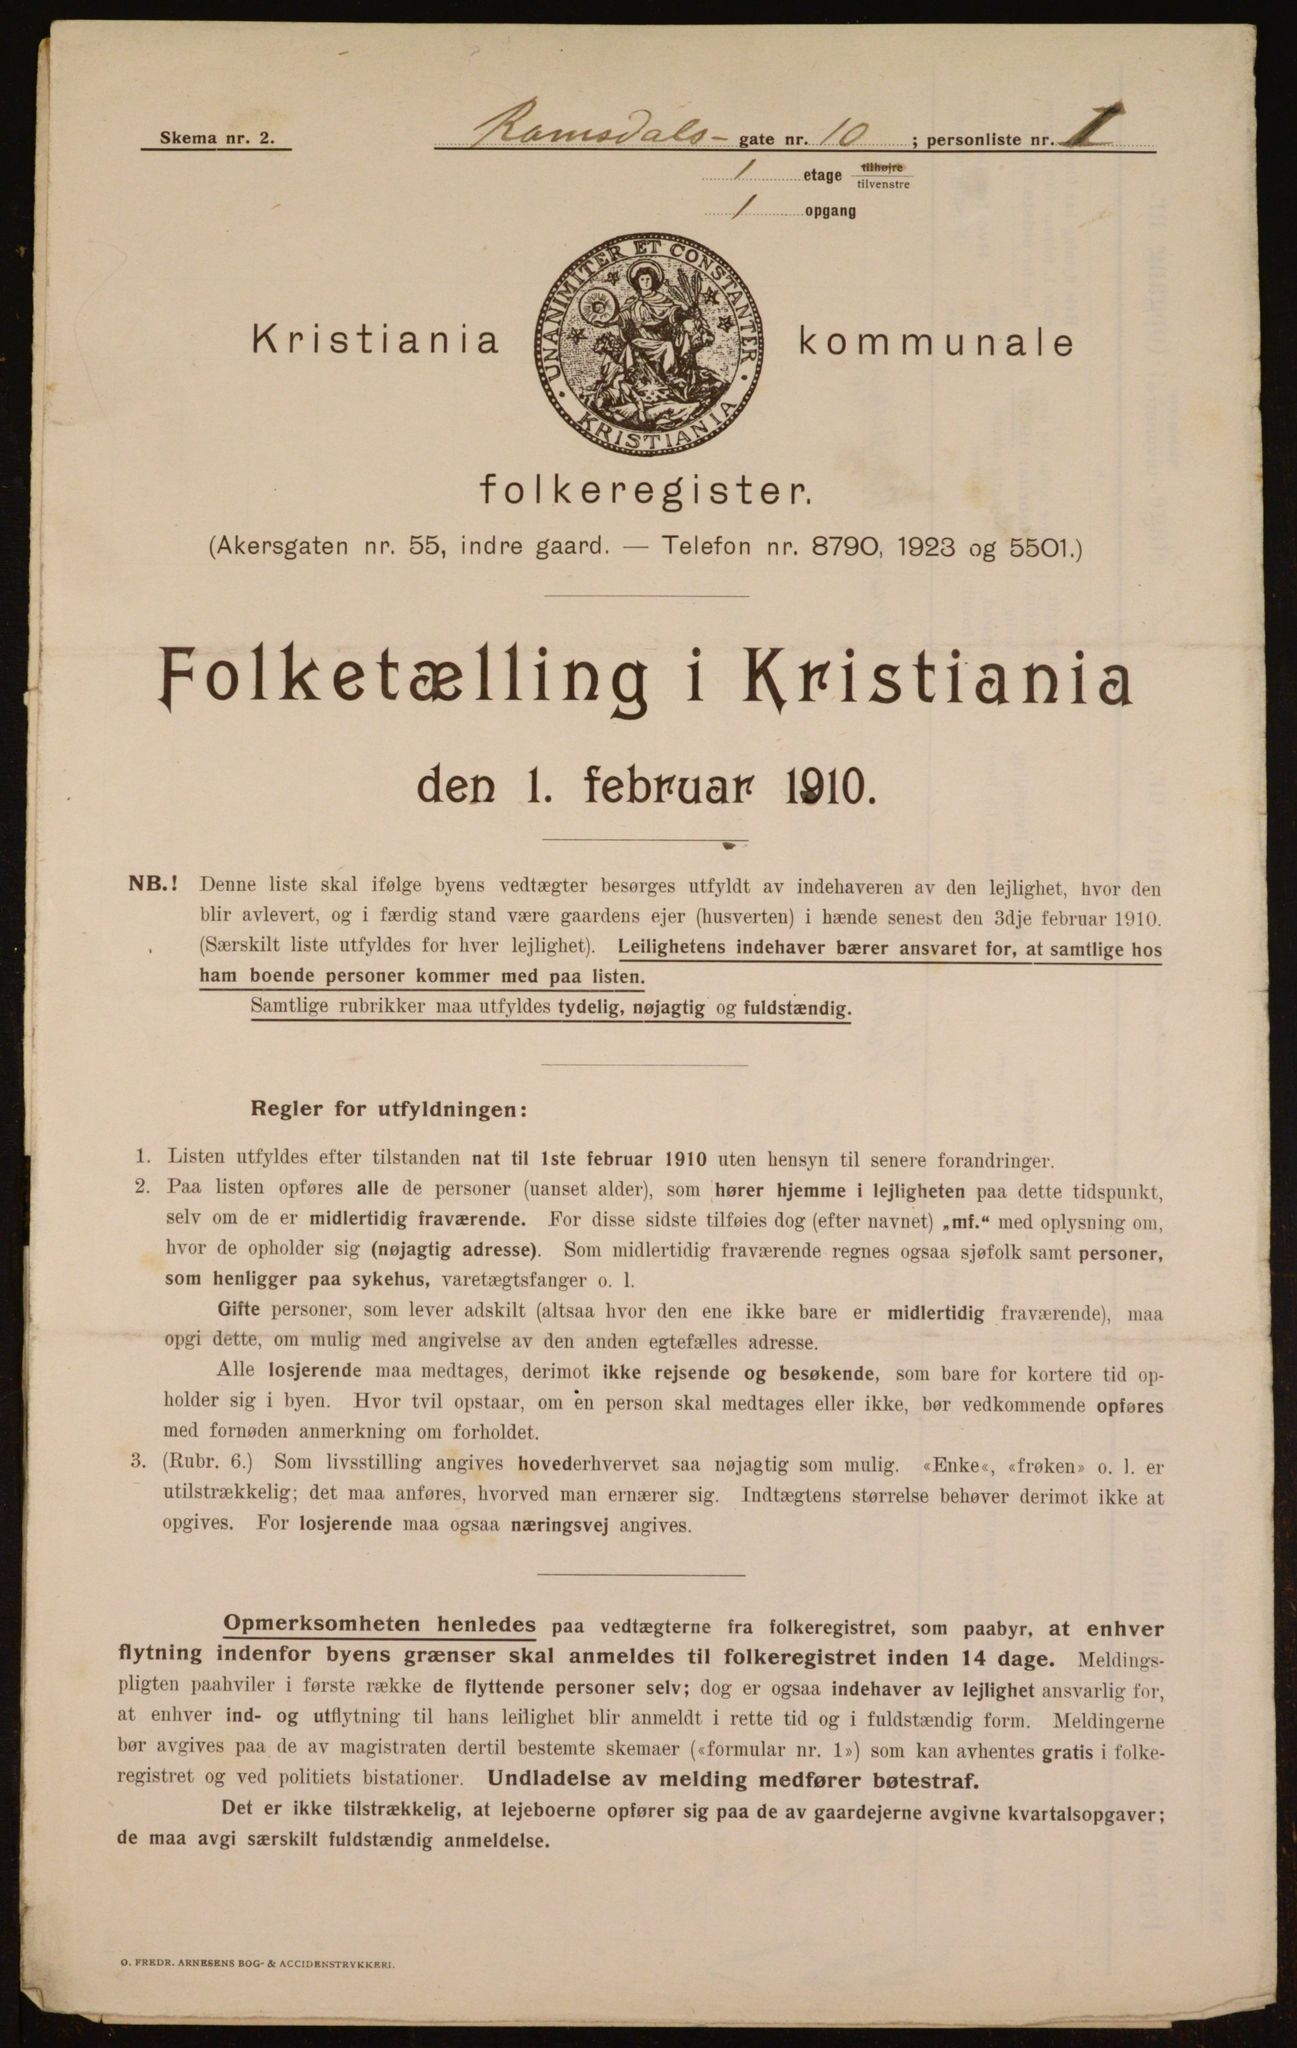 Skema nr. 2.
Romsdals- gate nr. 10 ; personliste nr. 1
1 etage tilhøjre
tilvenstre
1 opgang
UNANIMITER ET CONSTANTER
KRISTIANIA
Kristiania kommunale
folkeregister.
(Akersgaten nr. 55, indre gaard. — Telefon nr. 8790, 1923 og 5501.)
Folketælling i Kristiania
den 1. februar 1910.
NB.! Denne liste skal ifølge byens vedtægter besørges utfyldt av indehaveren av den lejlighet, hvor den
blir avlevert, og i færdig stand være gaardens ejer (husverten) i hænde senest den 3dje februar 1910.
(Særskilt liste utfyldes for hver lejlighet). Leilighetens indehaver bærer ansvaret for, at samtlige hos
ham boende personer kommer med paa listen.
Samtlige rubrikker maa utfyldes tydelig, nøjagtig og fuldstændig.
Regler for utfyldningen:
1. Listen utfyldes efter tilstanden nat til 1ste februar 1910 uten hensyn til senere forandringer.
2. Paa listen opføres alle de personer (uanset alder), som hører hjemme i lejligheten paa dette tidspunkt,
selv om de er midlertidig fraværende. For disse sidste tilføies dog (efter navnet) „mf.“ med oplysning om,
hvor de opholder sig (nøjagtig adresse). Som midlertidig fraværende regnes ogsaa sjøfolk samt personer,
som henligger paa sykehus, varetægtsfanger o. l.
Gifte personer, som lever adskilt (altsaa hvor den ene ikke bare er midlertidig fraværende), maa
opgi dette, om mulig med angivelse av den anden egtefælles adresse.
Alle losjerende maa medtages, derimot ikke rejsende og besøkende, som bare for kortere tid op-
holder sig i byen. Hvor tvil opstaar, om én person skal medtages eller ikke, bør vedkommende opføres
med fornøden anmerkning om forholdet.
3. (Rubr. 6.) Som livsstilling angives hovederhvervet saa nøjagtig som mulig. «Enke«, «frøken» o. l. er
utilstrækkelig; det maa anføres, hvorved man ernærer sig. Indtægtens størrelse behøver derimot ikke at
opgives. For losjerende maa ogsaa næringsvej angives.
Opmerksomheten henledes paa vedtægterne fra folkeregistret, som paabyr, at enhver
flytning indenfor byens grænser skal anmeldes til folkeregistret inden 14 dage. Meldings-
pligten paahviler i første række de flyttende personer selv; dog er ogsaa indehaver av lejlighet ansvarlig for,
at enhver ind- og utflytning til hans leilighet blir anmeldt i rette tid og i fuldstændig form. Meldingerne
bør avgives paa de av magistraten dertil bestemte skemaer («formular nr. 1») som kan avhentes gratis i folke-
registret og ved politiets bistationer. Undladelse av melding medfører bøtestraf.
Det er ikke tilstrækkelig, at lejeboerne opfører sig paa de av gaardejerne avgivne kvartalsopgaver;
de maa avgi særskilt fuldstændig anmeldelse.
O. FREDR. ARNESENS BOG- & ACCIDENSTRYKKERI.